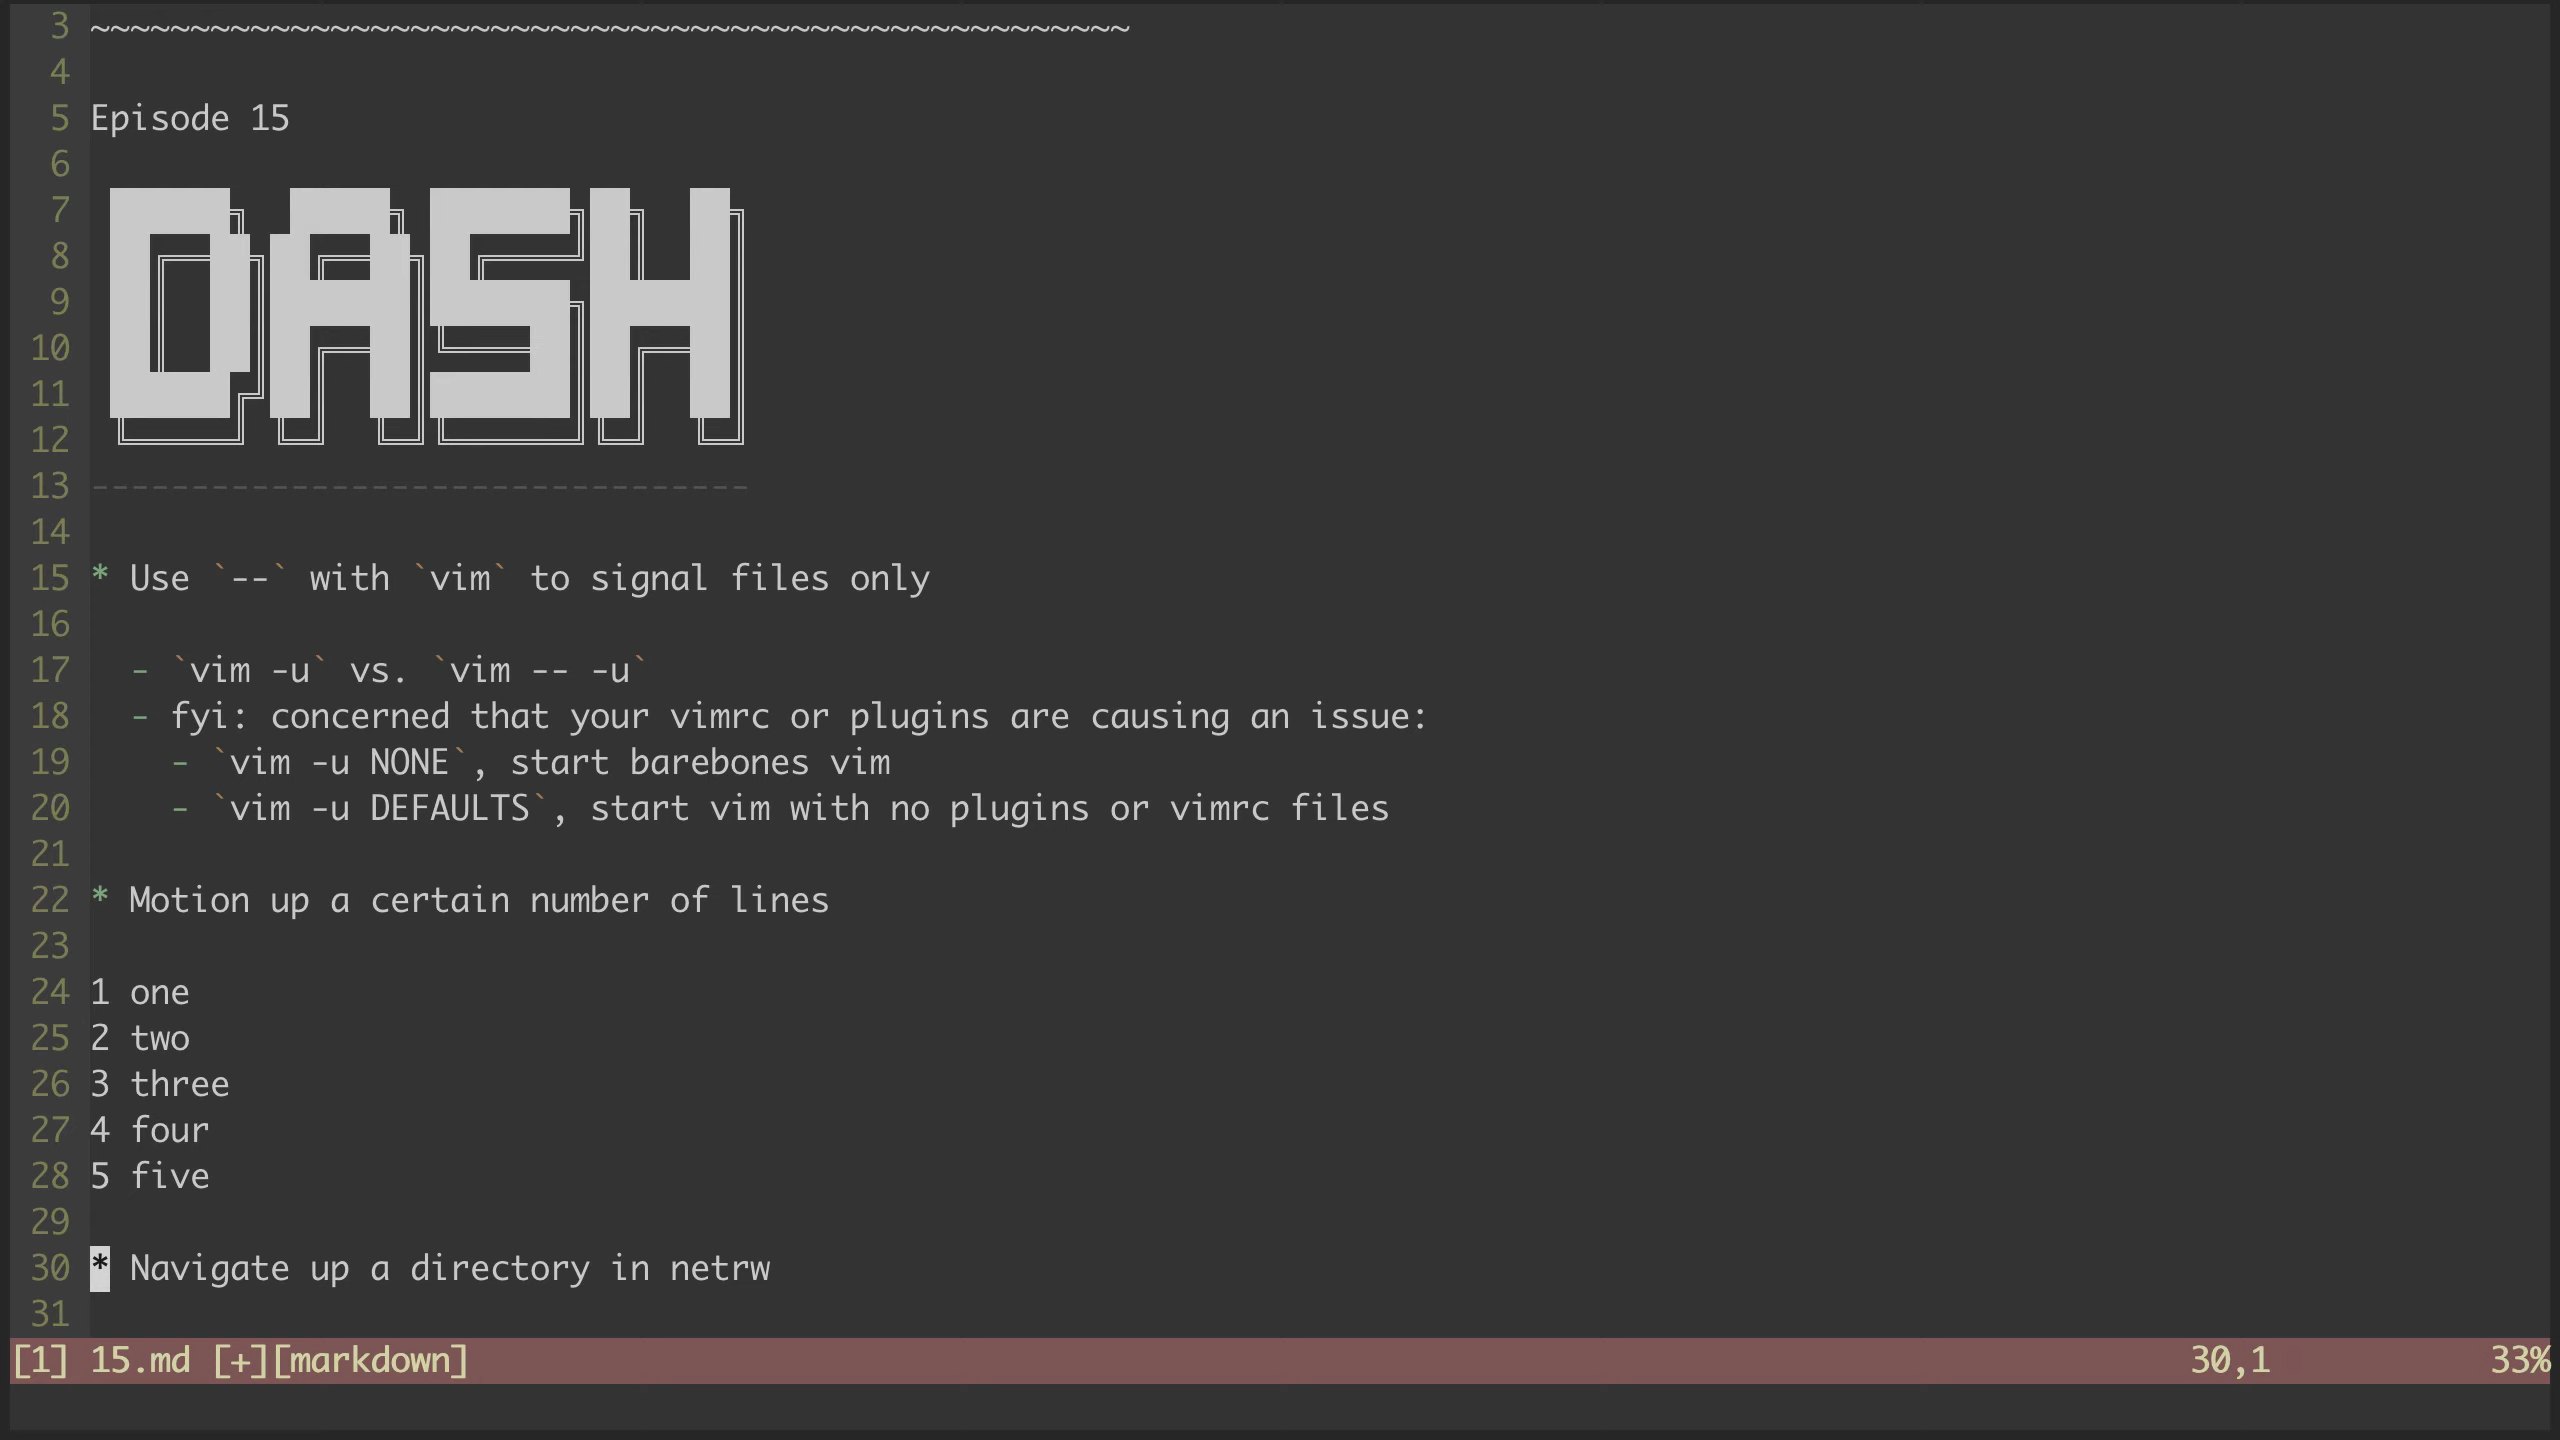 3 ~~~~~~~~~~~~~~~~~~~~~~~~~~~~~~~~~~~~~~~~~~~~~~~~~~~~
4
5 Episode 15
6
7 DASH
8
9
10
11
12
13 ---------------------------------
14
15 * Use `--` with `vim` to signal files only
16
17   - `vim -u` vs. `vim -- -u`
18   - fyi: concerned that your vimrc or plugins are causing an issue:
19     - `vim -u NONE`, start barebones vim
20     - `vim -u DEFAULTS`, start vim with no plugins or vimrc files
21
22 * Motion up a certain number of lines
23
24 1 one
25 2 two
26 3 three
27 4 four
28 5 five
29
30 * Navigate up a directory in netrw
31
[1] 15.md [+][markdown] 30,1 33%